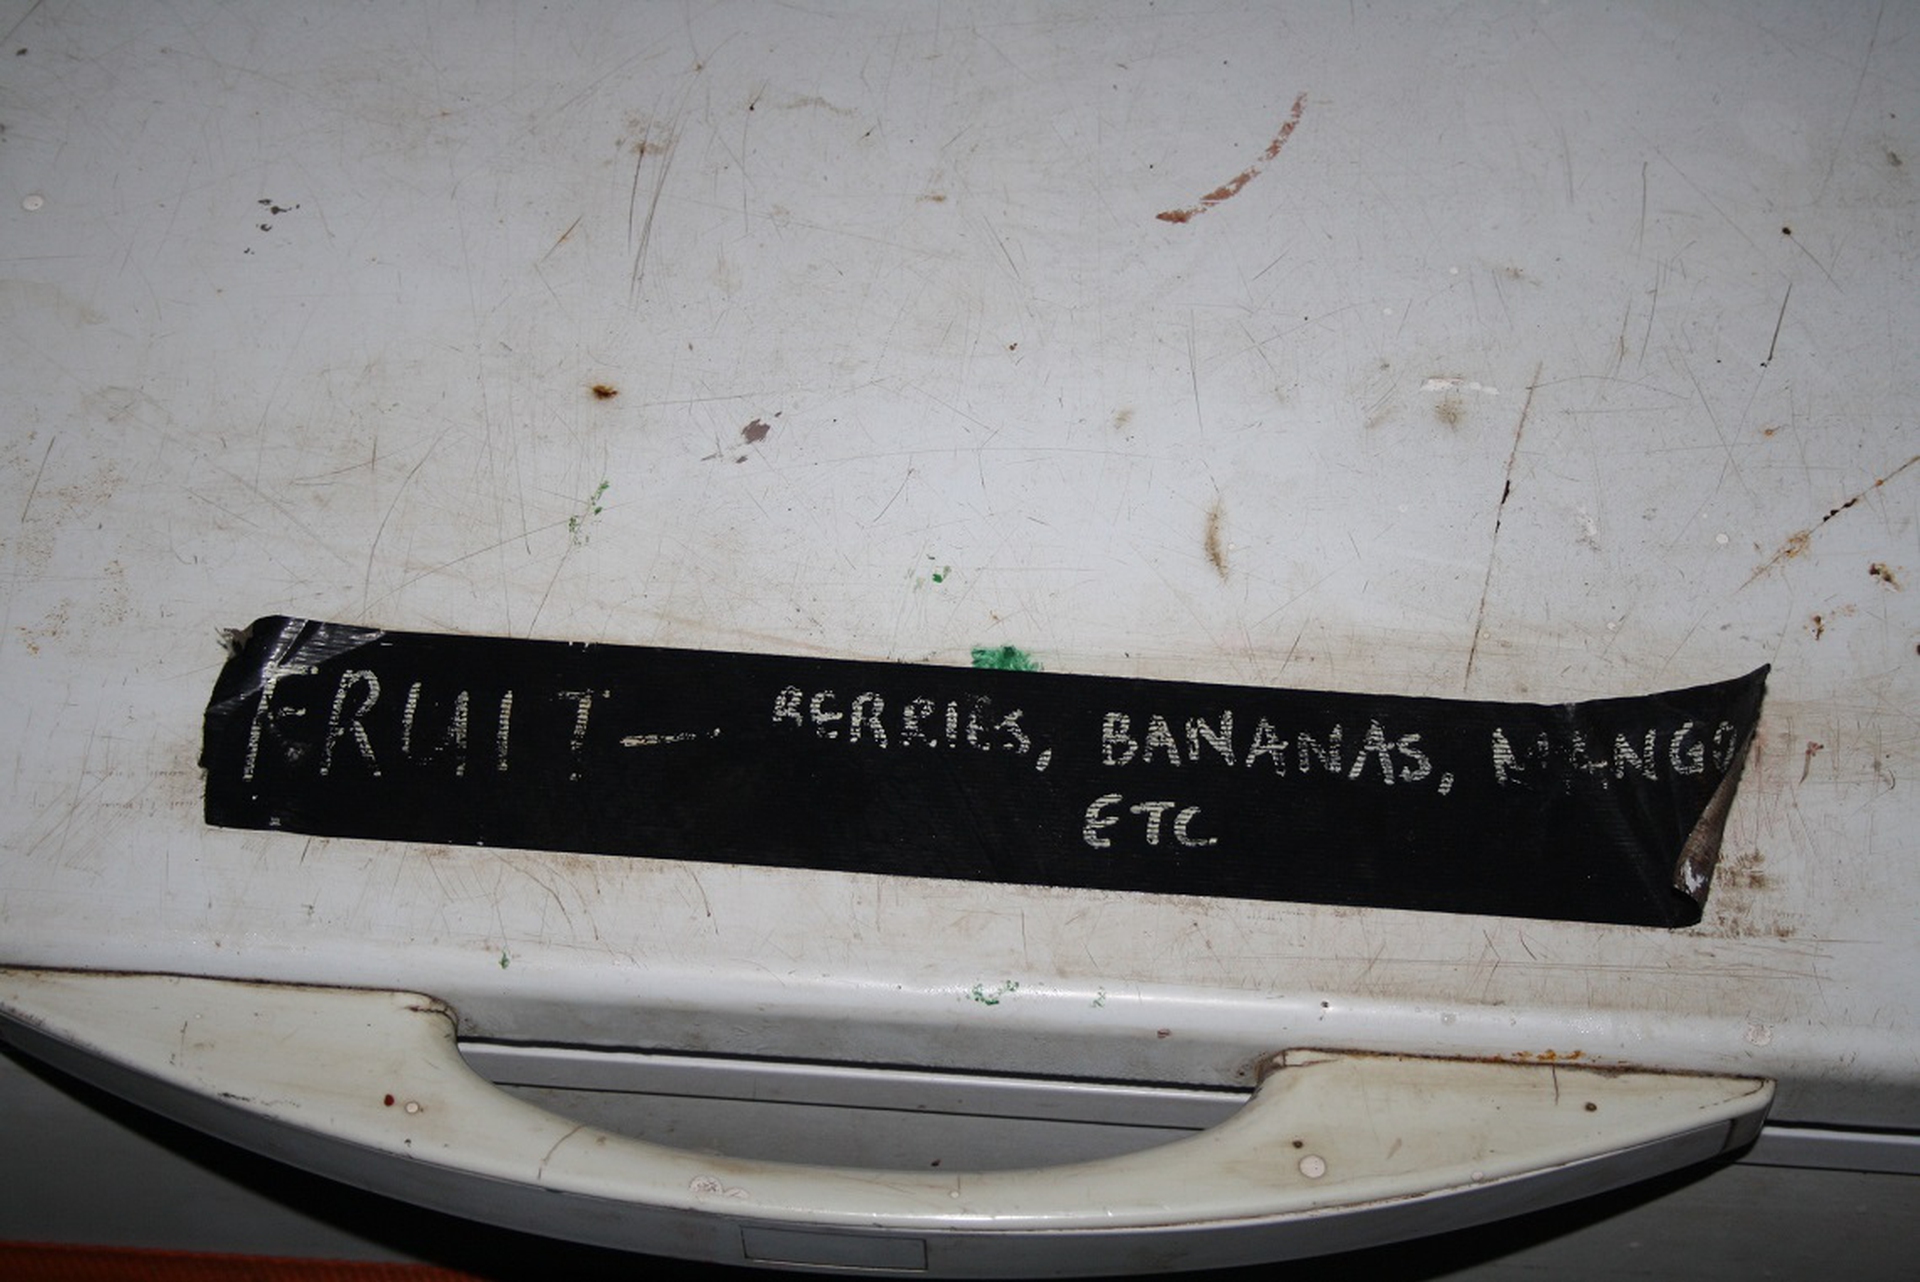 FRUIT — BERRIES, BANANAS, MANGO
ETC